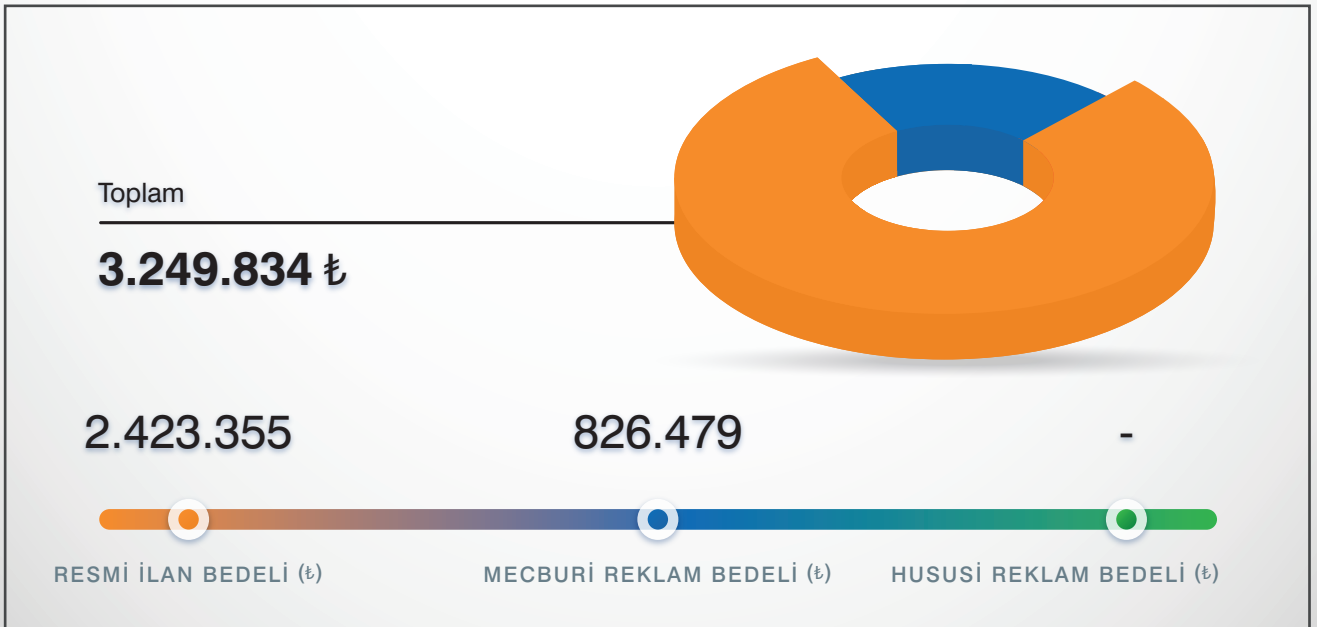 Toplam
3.249.834 ₺
2.423.355 826.479 -
RESMİ İLAN BEDELİ (₺) MECBURİ REKLAM BEDELİ (₺) HUSUSİ REKLAM BEDELİ (₺)